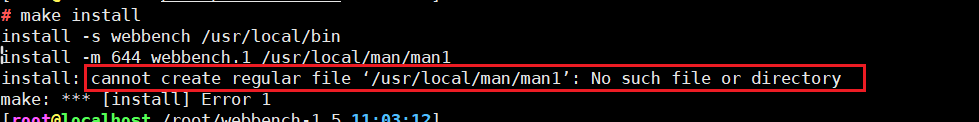 # make install
install -s webbench /usr/local/bin
install -m 644 webbench.1 /usr/local/man/man1
install: cannot create regular file ‘/usr/local/man/man1’: No such file or directory
make: *** [install] Error 1
[root@localhost /root/webbench-1.5 11:03:12]